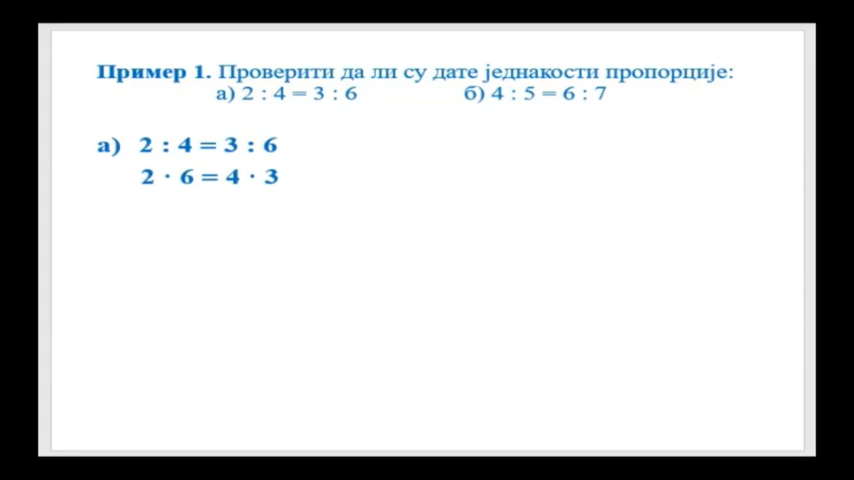 Пример 1. Проверити да ли су дате једнакости пропорције:
а) 2 : 4 = 3 : 6 б) 4 : 5 = 6 : 7
а) 2 : 4 = 3 : 6
2 · 6 = 4 · 3